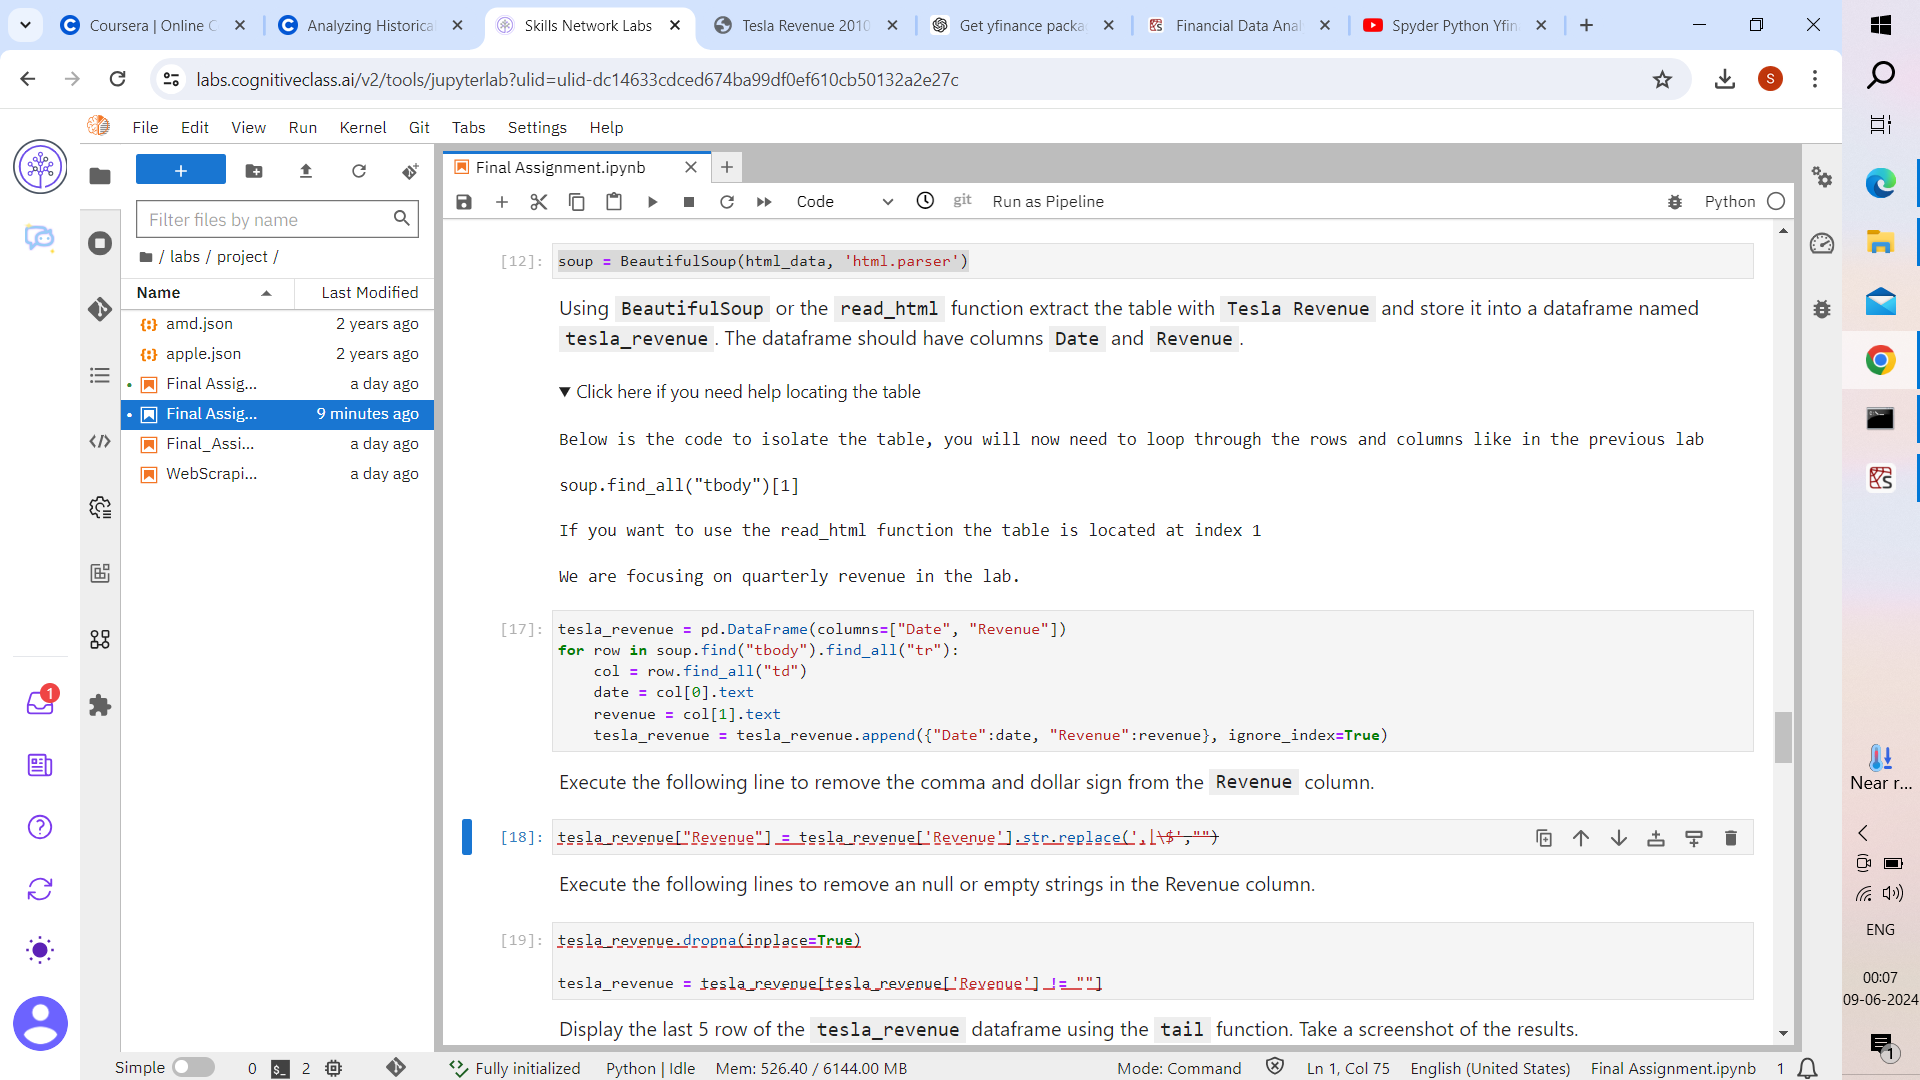 Coursera | Online C
Analyzing Historica
Skills Network Labs
Tesla Revenue 2010
Get yfinance packa
Financial Data Anal
Spyder Python Yfin
labs.cognitiveclass.ai/v2/tools/jupyterlab?ulid=ulid-dc14633cdced674ba99df0ef610cb50132a2e27c
S
File Edit View Run Kernel Git Tabs Settings Help
Final Assignment.ipynb
Filter files by name
/ labs / project /
Name Last Modified
amd.json 2 years ago
apple.json 2 years ago
Final Assig... a day ago
Final Assig... 9 minutes ago
Final_Assi... a day ago
WebScrapi... a day ago
Code
git
Run as Pipeline
Python
[12]: soup = BeautifulSoup(html_data, 'html.parser')
Using BeautifulSoup or the read_html function extract the table with Tesla Revenue and store it into a dataframe named
tesla_revenue. The dataframe should have columns Date and Revenue.
Click here if you need help locating the table
Below is the code to isolate the table, you will now need to loop through the rows and columns like in the previous lab
soup.find_all("tbody")[1]
If you want to use the read_html function the table is located at index 1
We are focusing on quarterly revenue in the lab.
[17]: tesla_revenue = pd.DataFrame(columns=["Date", "Revenue"])
for row in soup.find("tbody").find_all("tr"):
col = row.find_all("td")
date = col[0].text
revenue = col[1].text
tesla_revenue = tesla_revenue.append({"Date":date, "Revenue":revenue}, ignore_index=True)
Execute the following line to remove the comma and dollar sign from the Revenue column.
[18]: tesla_revenue["Revenue"] = tesla_revenue['Revenue'].str.replace(',|\$',"")
Execute the following lines to remove an null or empty strings in the Revenue column.
[19]: tesla_revenue.dropna(inplace=True)
tesla_revenue = tesla_revenue[tesla_revenue['Revenue'] != ""]
Display the last 5 row of the tesla_revenue dataframe using the tail function. Take a screenshot of the results.
1
Simple 0 $_ 2 Fully initialized Python | Idle Mem: 526.40 / 6144.00 MB Mode: Command Ln 1, Col 75 English (United States) Final Assignment.ipynb 1
Near r...
ENG
00:07
09-06-2024
1